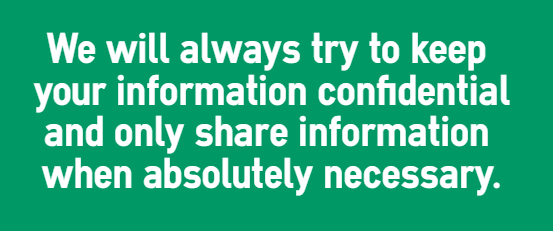 We will always try to keep
your information confidential
and only share information
when absolutely necessary.